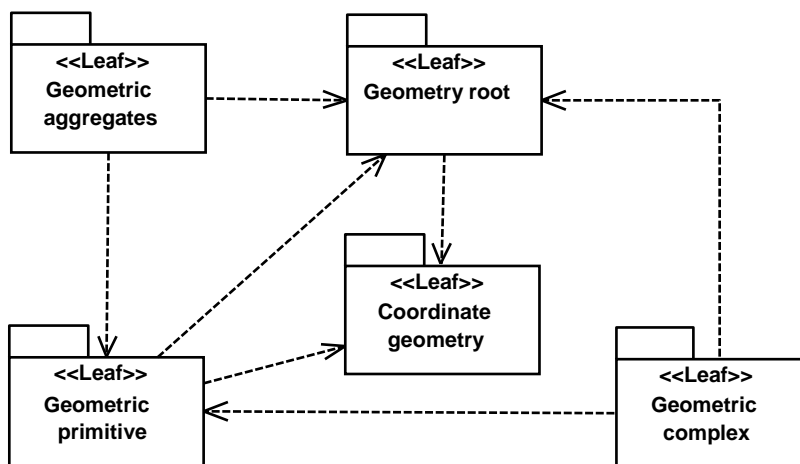 <<Leaf>>
Geometric
aggregates
<<Leaf>>
Geometry root
<<Leaf>>
Coordinate
geometry
<<Leaf>>
Geometric
primitive
<<Leaf>>
Geometric
complex